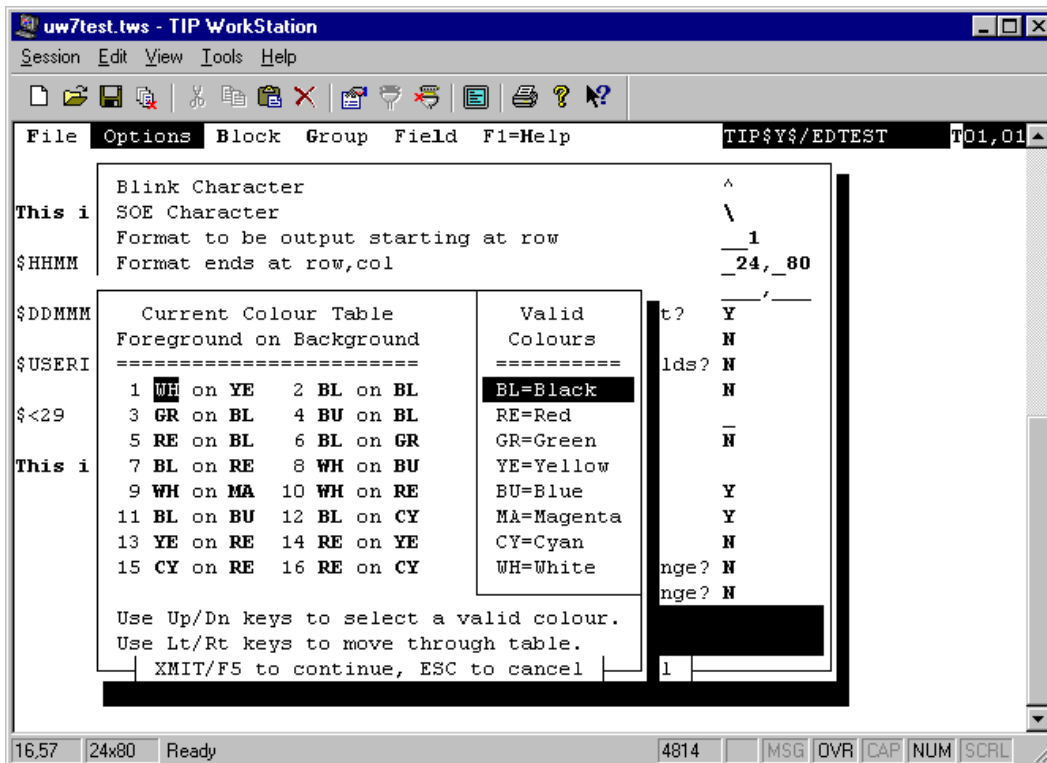 uw7test.tws - TIP WorkStation
Session Edit View Tools Help
File Options Block Group Field F1=Help TIP$Y$/EDTEST T01,01
Blink Character ^
This i SOE Character \
Format to be output starting at row __1
$HHMM Format ends at row,col _24,_80
___,___
$DDMMM Current Colour Table Valid t? Y
Foreground on Background Colours N
$USERI ======================== ========== lds? N
1 WH on YE 2 BL on BL BL=Black N
$<29 3 GR on BL 4 BU on BL RE=Red _
5 RE on BL 6 BL on GR GR=Green N
This i 7 BL on RE 8 WH on BU YE=Yellow
9 WH on MA 10 WH on RE BU=Blue Y
11 BL on BU 12 BL on CY MA=Magenta Y
13 YE on RE 14 RE on YE CY=Cyan N
15 CY on RE 16 RE on CY WH=White nge? N
nge? N
Use Up/Dn keys to select a valid colour.
Use Lt/Rt keys to move through table.
XMIT/F5 to continue, ESC to cancel l
16,57 24x80 Ready 4814 MSG OVR CAP NUM SCRL